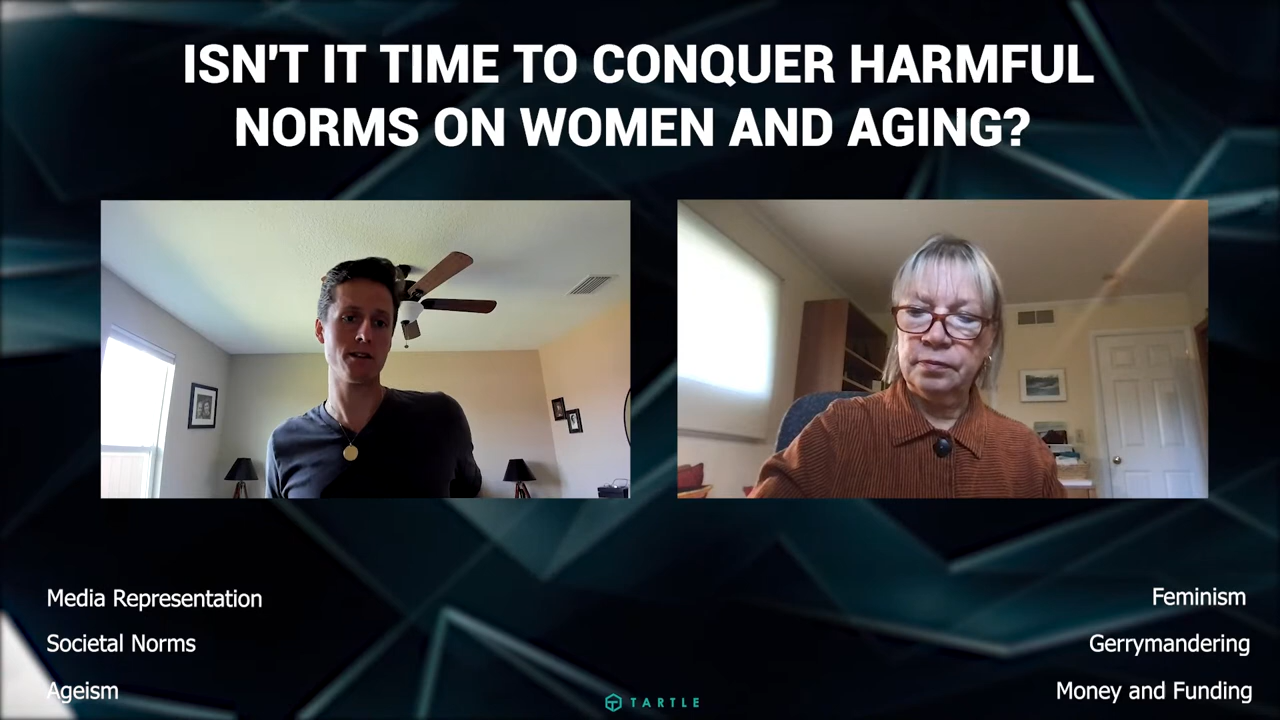 ISN'T IT TIME TO CONQUER HARMFUL
NORMS ON WOMEN AND AGING?
Media Representation
Societal Norms
Ageism
Feminism
Gerrymandering
Money and Funding
TARTLE